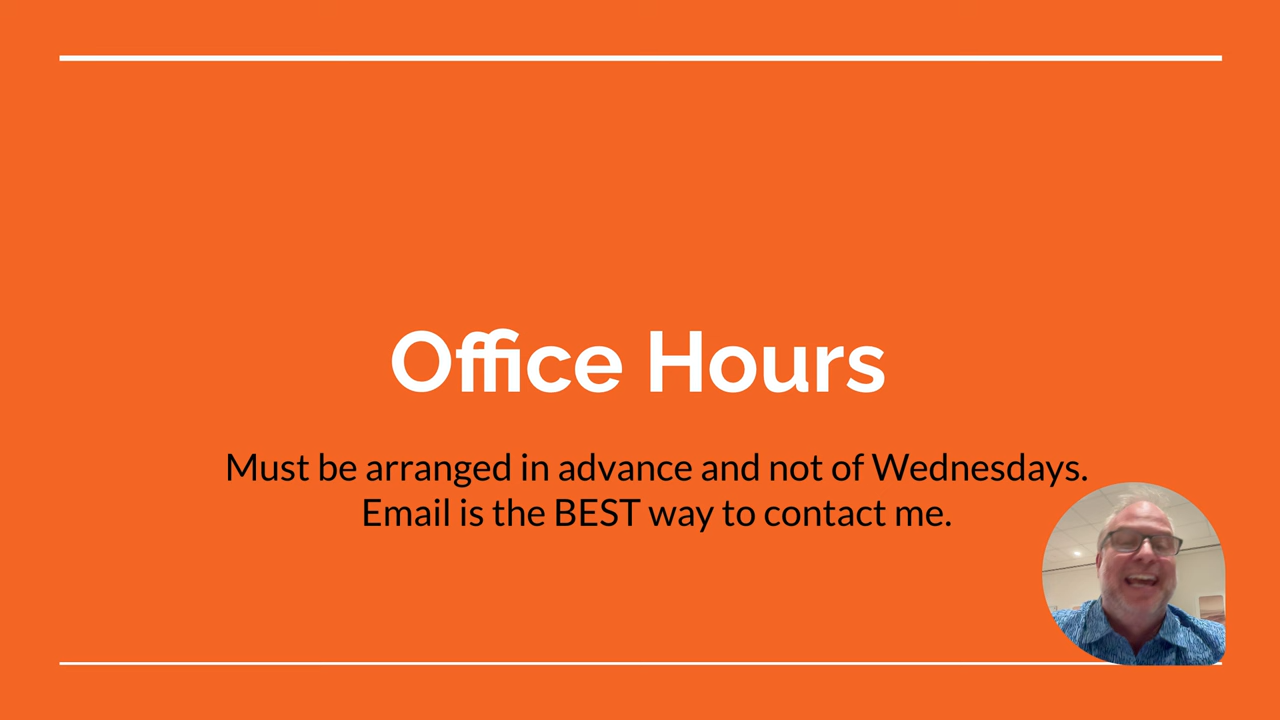 Office Hours
Must be arranged in advance and not of Wednesdays.
Email is the BEST way to contact me.